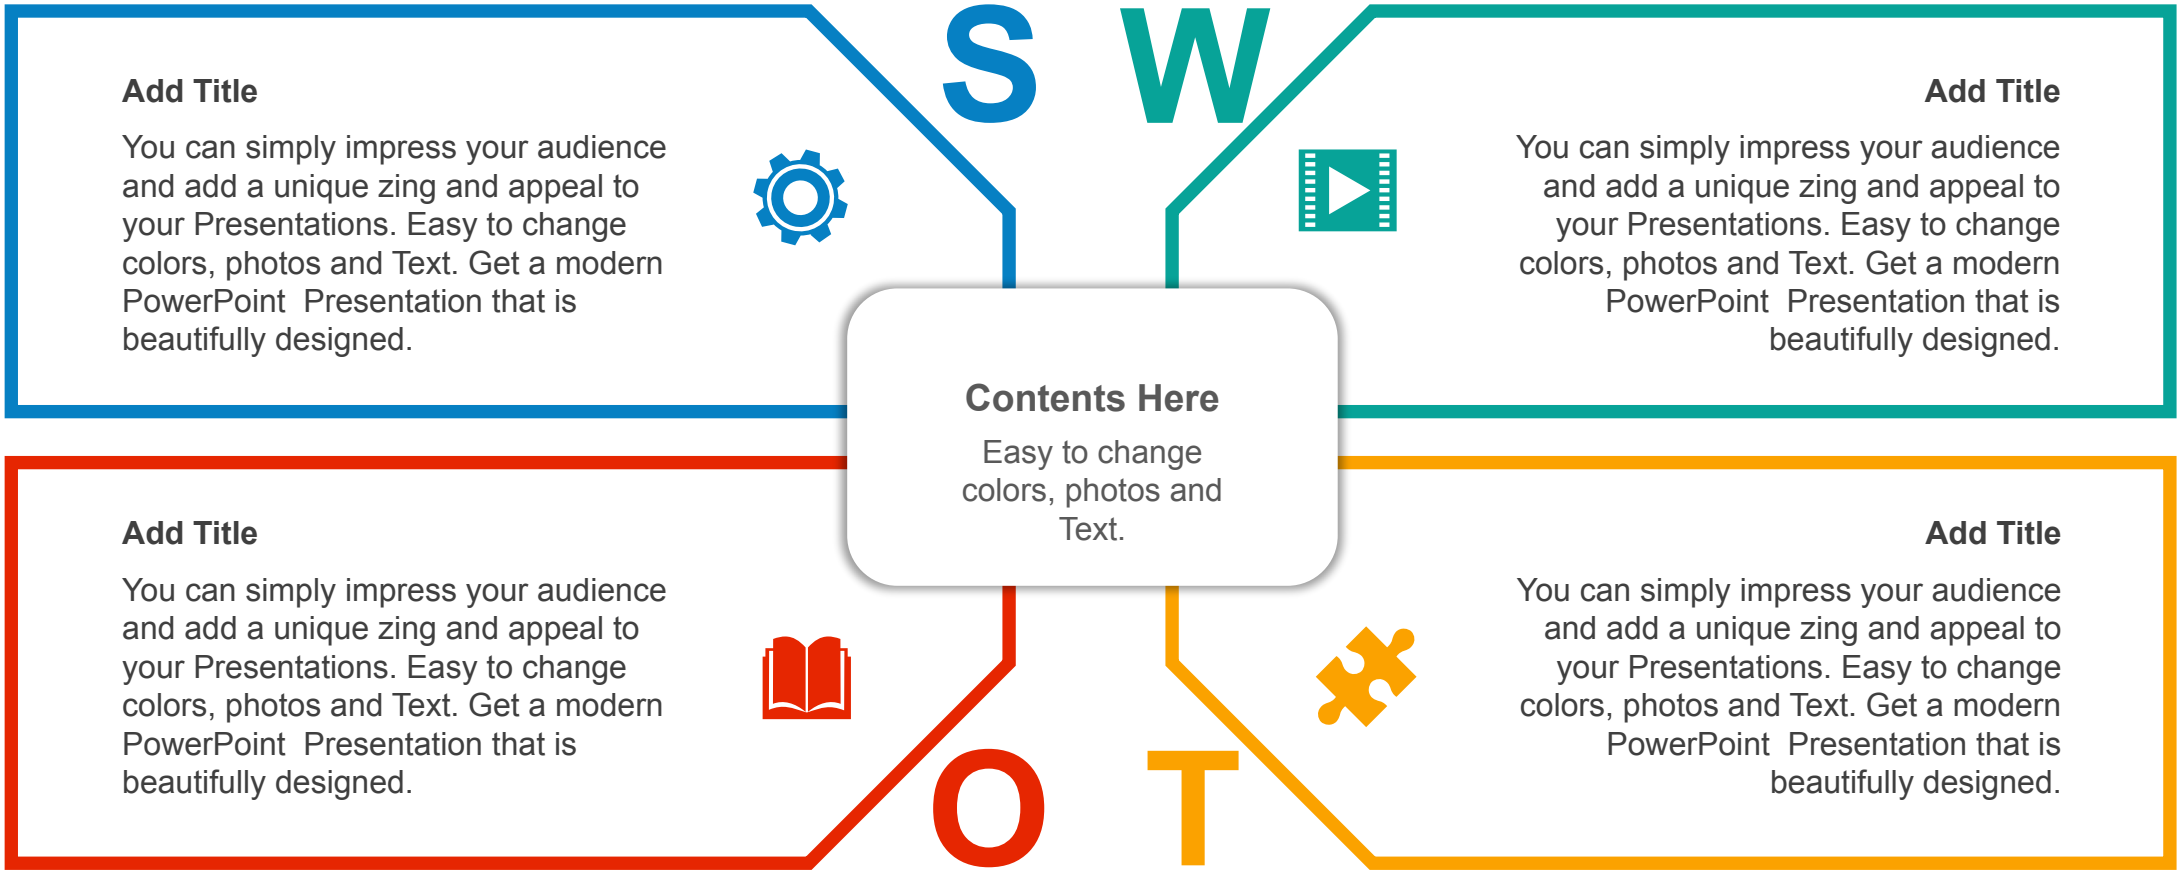 S W
Add Title
You can simply impress your audience
and add a unique zing and appeal to
your Presentations. Easy to change
colors, photos and Text. Get a modern
PowerPoint  Presentation that is
beautifully designed.
Add Title
You can simply impress your audience
and add a unique zing and appeal to
your Presentations. Easy to change
colors, photos and Text. Get a modern
PowerPoint  Presentation that is
beautifully designed.
Contents Here
Easy to change
colors, photos and
Text.
Add Title
You can simply impress your audience
and add a unique zing and appeal to
your Presentations. Easy to change
colors, photos and Text. Get a modern
PowerPoint  Presentation that is
beautifully designed.
Add Title
You can simply impress your audience
and add a unique zing and appeal to
your Presentations. Easy to change
colors, photos and Text. Get a modern
PowerPoint  Presentation that is
beautifully designed.
O T